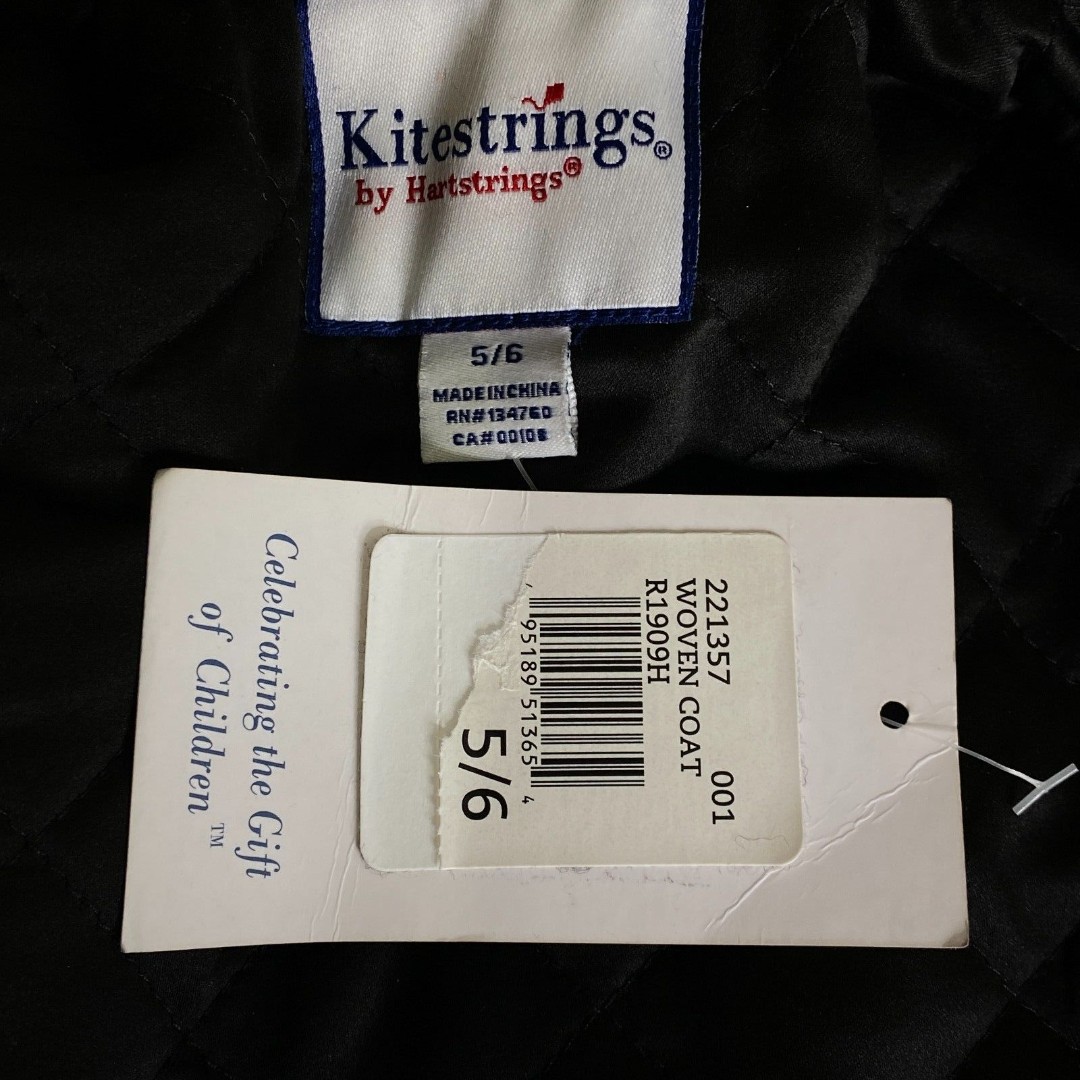 Kitestrings®
by Hartstrings®
5/6
MADE IN CHINA
RN#134760
CA#00108
Celebrating the Gift
of Children™
221357 001
WOVEN COAT
R1909H
95189 51365 4
5/6